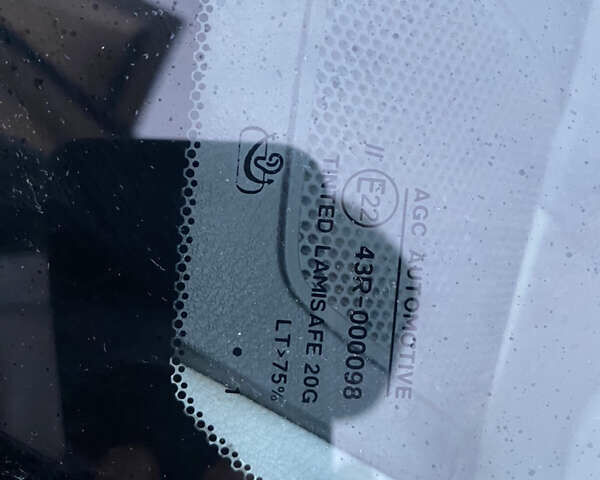 AGC AUTOMOTIVE
// E22 43R-000098
TINTED LAMISAFE 20G
LT>75%